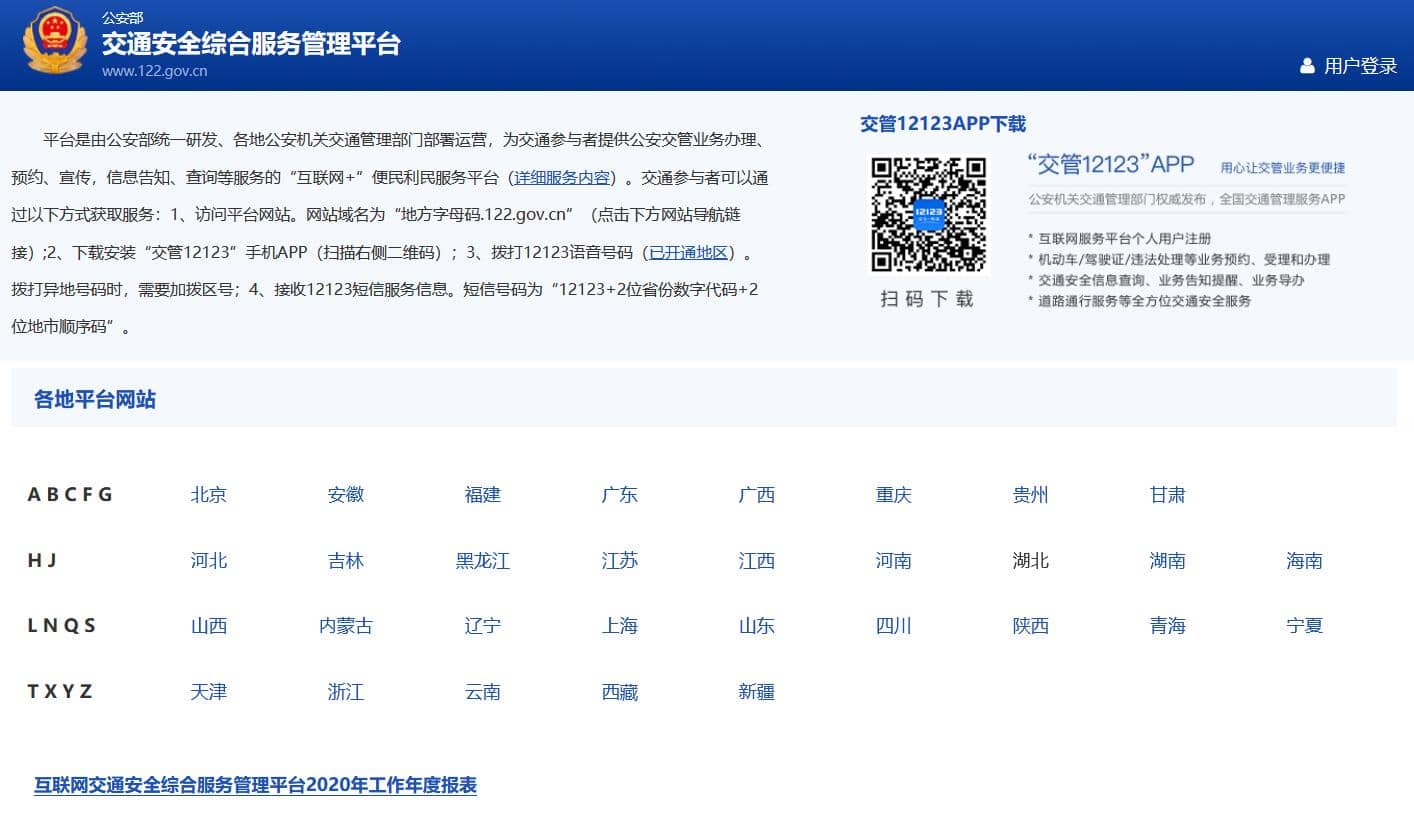 公安部
交通安全综合服务管理平台
www.122.gov.cn
用户登录
平台是由公安部统一研发、各地公安机关交通管理部门部署运营，为交通参与者提供公安交管业务办理、
预约、宣传，信息告知、查询等服务的“互联网+”便民利民服务平台（详细服务内容）。交通参与者可以通
过以下方式获取服务：1、访问平台网站。网站域名为“地方字母码.122.gov.cn”（点击下方网站导航链
接）;2、下载安装“交管12123”手机APP（扫描右侧二维码）；3、拨打12123语音号码（已开通地区）。
拨打异地号码时，需要加拨区号；4、接收12123短信服务信息。短信号码为“12123+2位省份数字代码+2
位地市顺序码”。
交管12123APP下载
12123
扫码下载
“交管12123”APP 用心让交管业务更便捷
公安机关交通管理部门权威发布，全国交通管理服务APP
* 互联网服务平台个人用户注册
* 机动车/驾驶证/违法处理等业务预约、受理和办理
* 交通安全信息查询、业务告知提醒、业务导办
* 道路通行服务等全方位交通安全服务
各地平台网站
A B C F G 北京 安徽 福建 广东 广西 重庆 贵州 甘肃
H J 河北 吉林 黑龙江 江苏 江西 河南 湖北 湖南 海南
L N Q S 山西 内蒙古 辽宁 上海 山东 四川 陕西 青海 宁夏
T X Y Z 天津 浙江 云南 西藏 新疆
互联网交通安全综合服务管理平台2020年工作年度报表